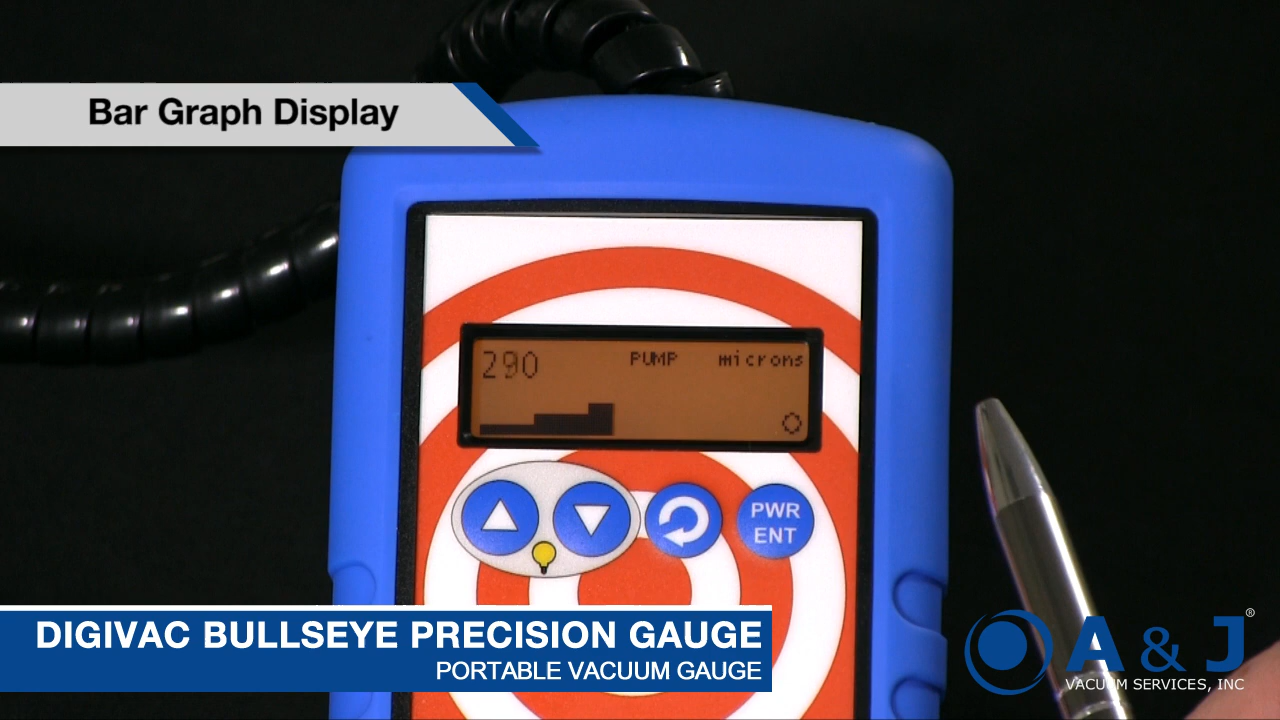 Bar Graph Display
290 PUMP microns
PWR
ENT
DIGIVAC BULLSEYE PRECISION GAUGE
PORTABLE VACUUM GAUGE
A & J ®
VACUUM SERVICES, INC